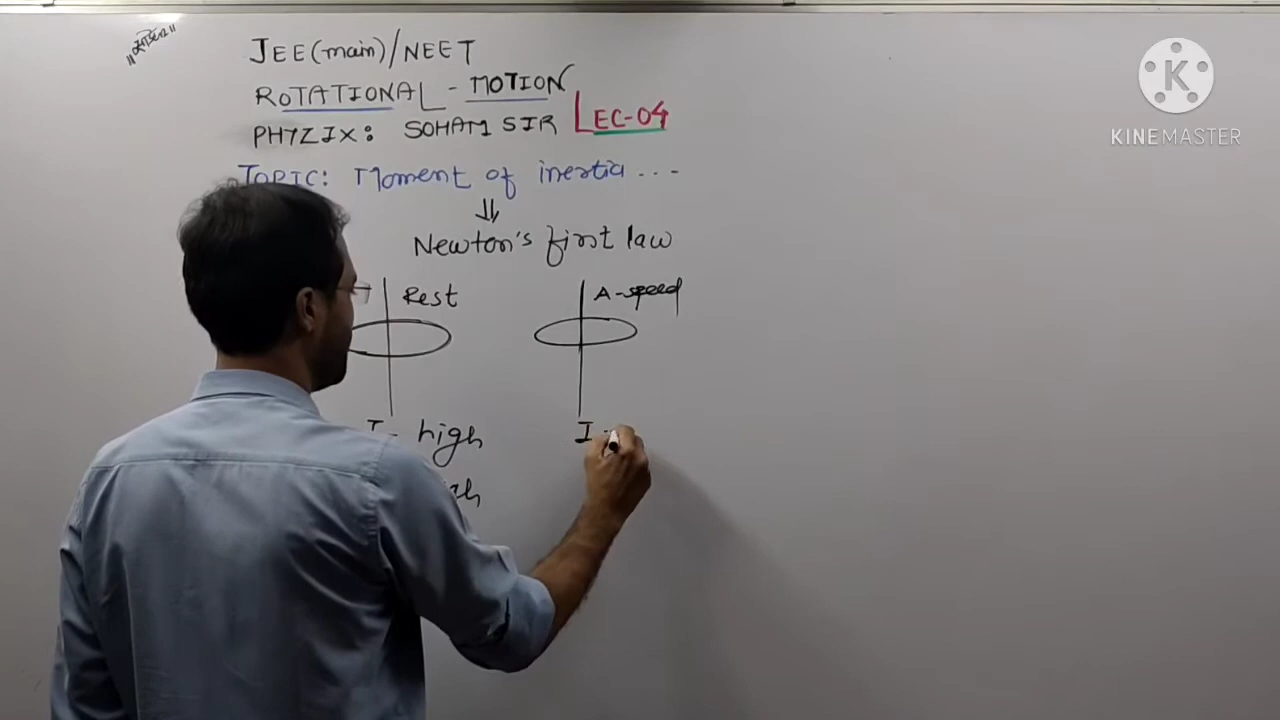 JEE(main)/NEET
ROTATIONAL - MOTION
PHYZIX: SOHAM SIR LEC-04
TOPIC: Moment of inertia...
⇓
Newton's first law
Rest
A-speed
I - high
I -
K
KINEMASTER